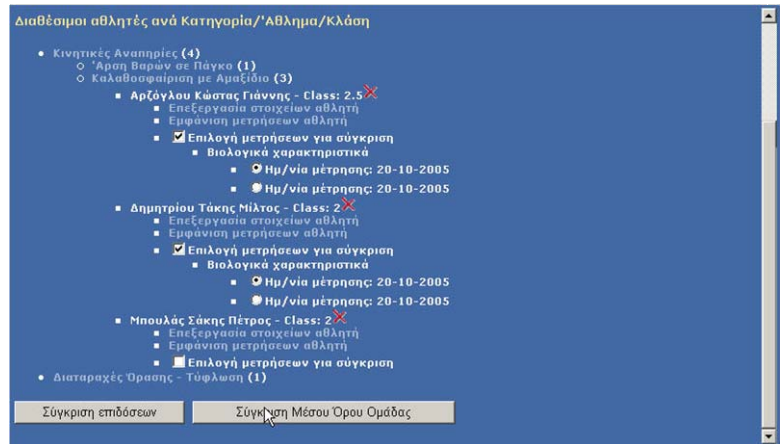 Διαθέσιμοι αθλητές ανά Κατηγορία/'Αθλημα/Κλάση
Κινητικές Αναπηρίες (4)
'Αρση Βαρών σε Πάγκο (1)
Καλαθοσφαίριση με Αμαξίδιο (3)
Αρζόγλου Κώστας Γιάννης - Class: 2.5
Επεξεργασία στοιχείων αθλητή
Εμφάνιση μετρήσεων αθλητή
Επιλογή μετρήσεων για σύγκριση
Βιολογικά χαρακτηριστικά
Ημ/νία μέτρησης: 20-10-2005
Ημ/νία μέτρησης: 20-10-2005
Δημητρίου Τάκης Μίλτος - Class: 2
Επεξεργασία στοιχείων αθλητή
Εμφάνιση μετρήσεων αθλητή
Επιλογή μετρήσεων για σύγκριση
Βιολογικά χαρακτηριστικά
Ημ/νία μέτρησης: 20-10-2005
Ημ/νία μέτρησης: 20-10-2005
Μπουλάς Σάκης Πέτρος - Class: 2
Επεξεργασία στοιχείων αθλητή
Εμφάνιση μετρήσεων αθλητή
Επιλογή μετρήσεων για σύγκριση
Διαταραχές Όρασης - Τύφλωση (1)
Σύγκριση επιδόσεων Σύγκριση Μέσου Όρου Ομάδας